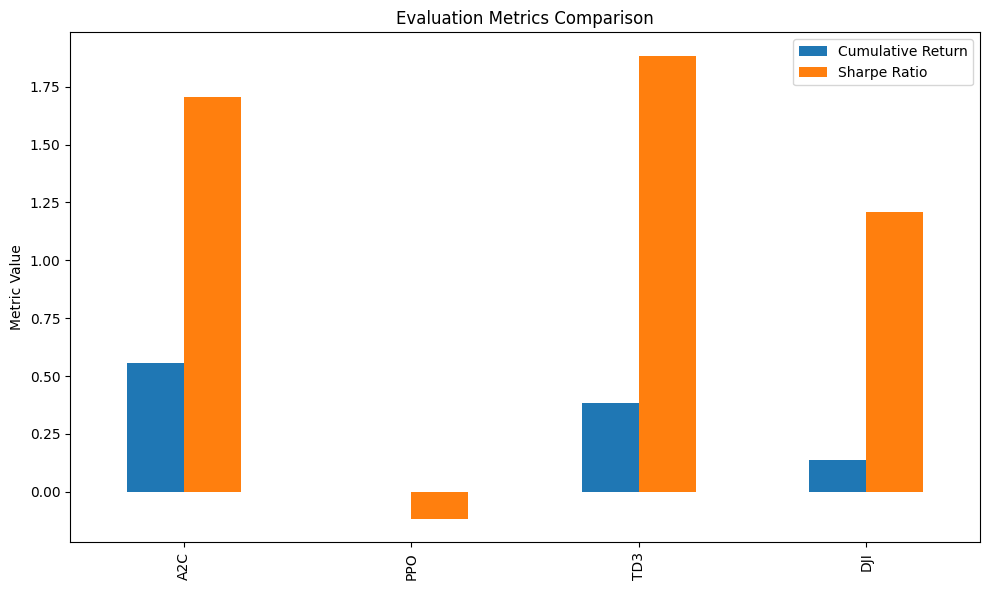 Evaluation Metrics Comparison
Cumulative Return
Sharpe Ratio
Metric Value
1.75
1.50
1.25
1.00
0.75
0.50
0.25
0.00
A2C
PPO
TD3
DJI